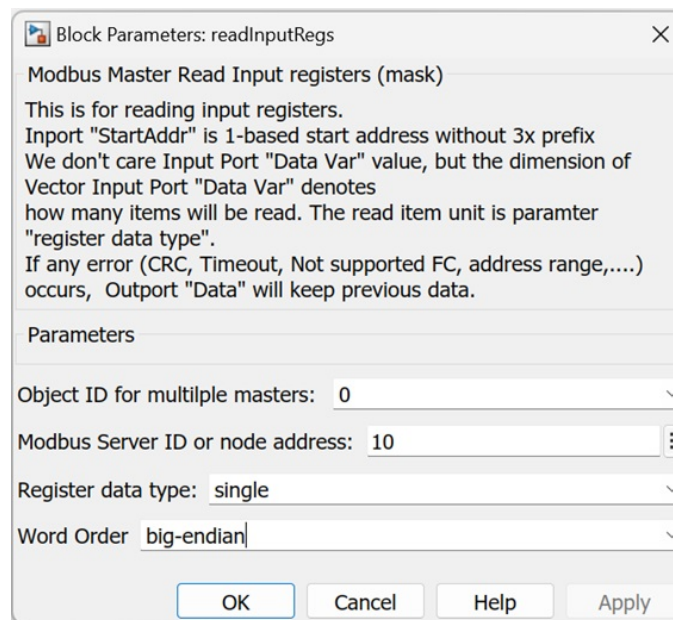 Block Parameters: readInputRegs
Modbus Master Read Input registers (mask)
This is for reading input registers.
Inport "StartAddr" is 1-based start address without 3x prefix
We don't care Input Port "Data Var" value, but the dimension of
Vector Input Port "Data Var" denotes
how many items will be read. The read item unit is paramter
"register data type".
If any error (CRC, Timeout, Not supported FC, address range,....)
occurs,  Outport "Data" will keep previous data.
Parameters
Object ID for multilple masters: 0
Modbus Server ID or node address: 10
Register data type: single
Word Order big-endian
OK Cancel Help Apply